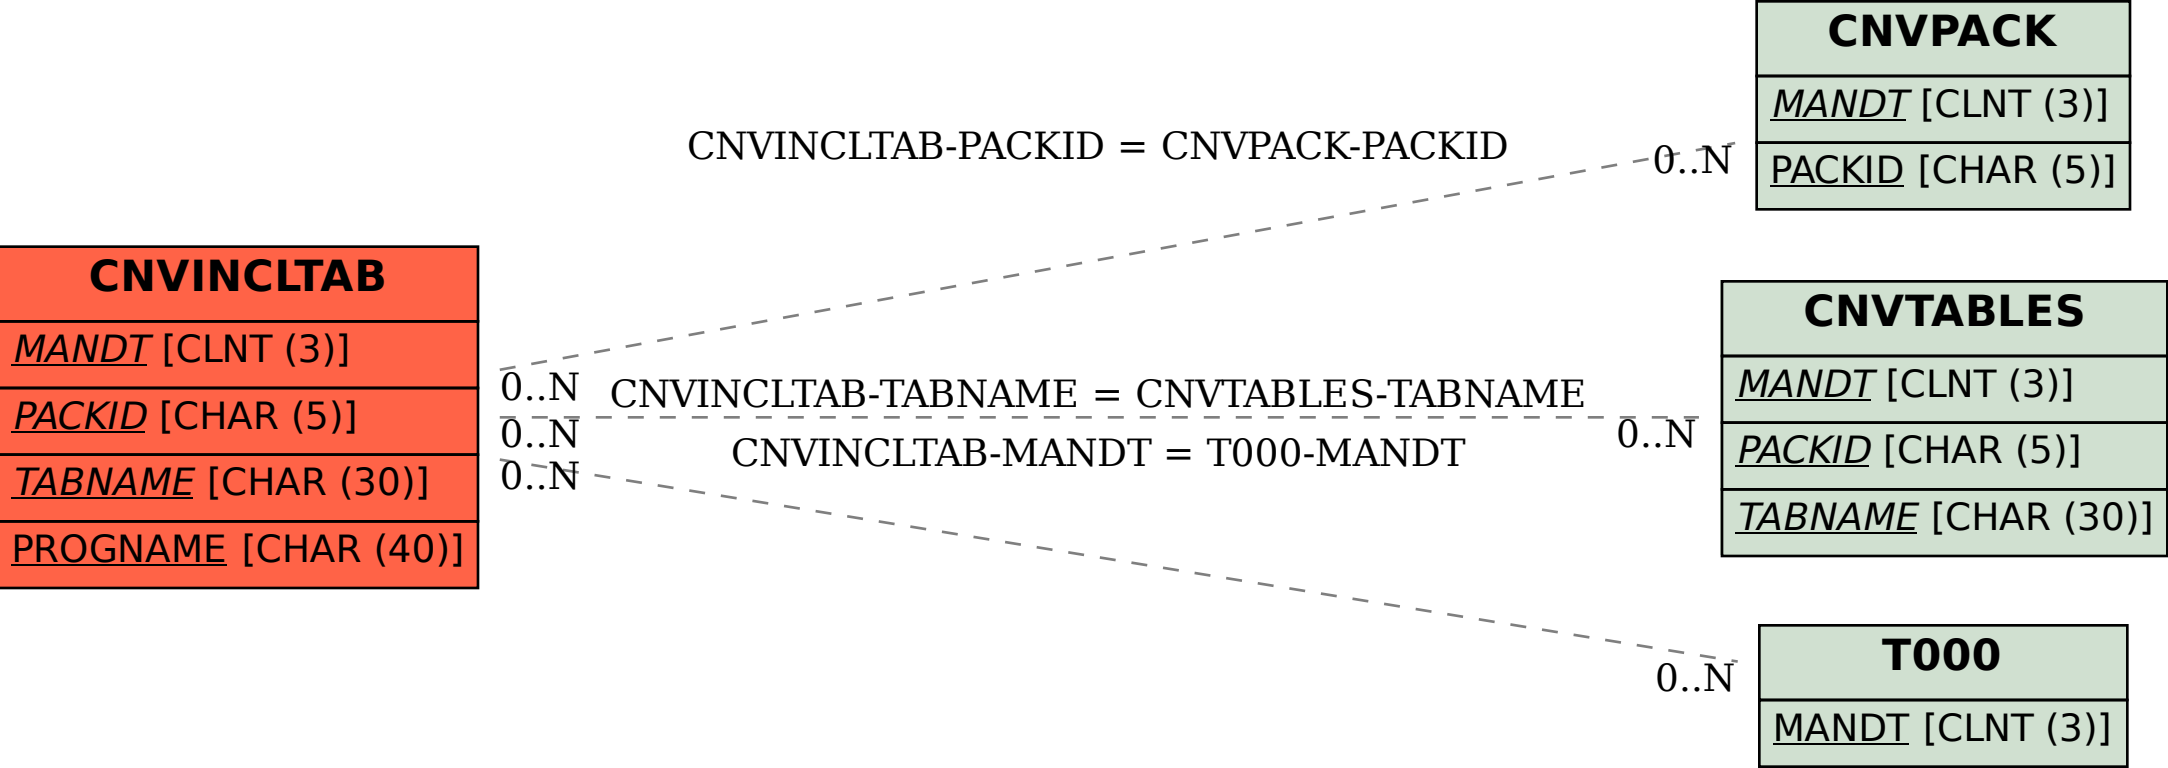 CNVPACK
MANDT [CLNT (3)]
PACKID [CHAR (5)]
CNVINCLTAB-PACKID = CNVPACK-PACKID
0..N
CNVINCLTAB
MANDT [CLNT (3)]
PACKID [CHAR (5)]
TABNAME [CHAR (30)]
PROGNAME [CHAR (40)]
0..N
CNVINCLTAB-TABNAME = CNVTABLES-TABNAME
0..N
0..N
CNVINCLTAB-MANDT = T000-MANDT
0..N
CNVTABLES
MANDT [CLNT (3)]
PACKID [CHAR (5)]
TABNAME [CHAR (30)]
0..N
T000
MANDT [CLNT (3)]